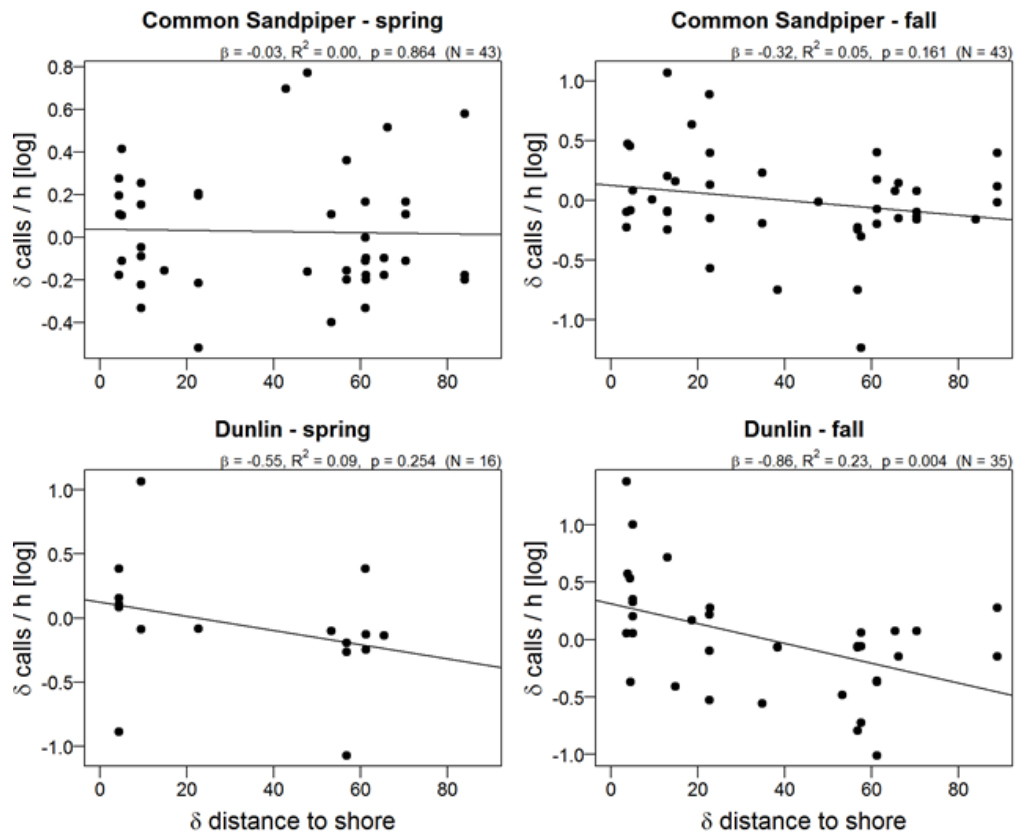 Common Sandpiper - spring
β = -0.03, R² = 0.00, p = 0.864 (N = 43)
δ calls / h [log]
0.8
0.6
0.4
0.2
0.0
-0.2
-0.4
0 20 40 60 80
Common Sandpiper - fall
β = -0.32, R² = 0.05, p = 0.161 (N = 43)
δ calls / h [log]
1.0
0.5
0.0
-0.5
-1.0
0 20 40 60 80
Dunlin - spring
β = -0.55, R² = 0.09, p = 0.254 (N = 16)
δ calls / h [log]
1.0
0.5
0.0
-0.5
-1.0
0 20 40 60 80
δ distance to shore
Dunlin - fall
β = -0.86, R² = 0.23, p = 0.004 (N = 35)
δ calls / h [log]
1.0
0.5
0.0
-0.5
-1.0
0 20 40 60 80
δ distance to shore